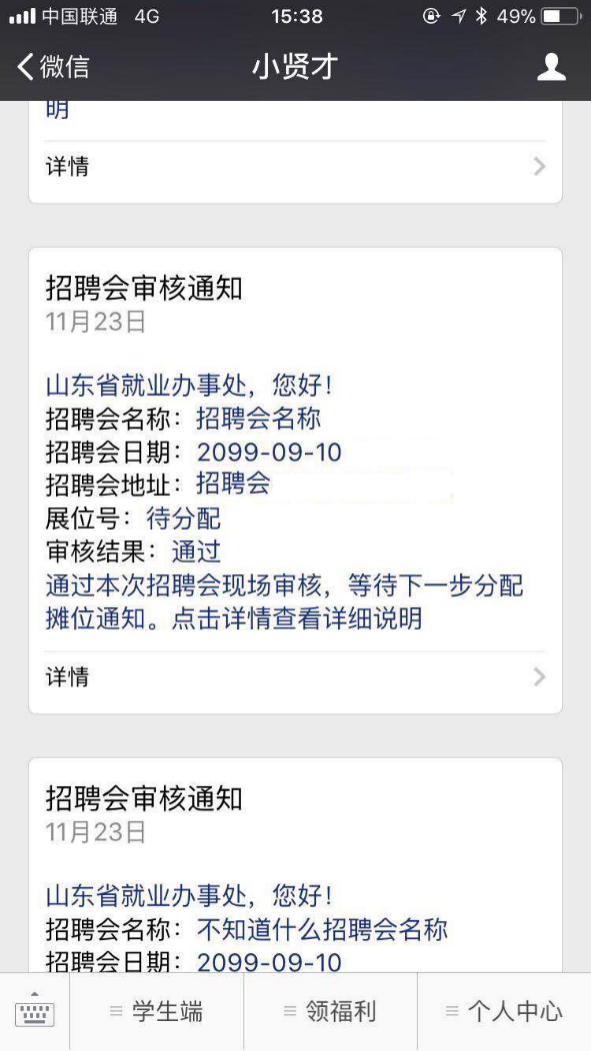 中国联通 4G 15:38 49%
微信 小贤才
明
详情
招聘会审核通知
11月23日
山东省就业办事处，您好！
招聘会名称：招聘会名称
招聘会日期：2099-09-10
招聘会地址：招聘会
展位号：待分配
审核结果：通过
通过本次招聘会现场审核，等待下一步分配
摊位通知。点击详情查看详细说明
详情
招聘会审核通知
11月23日
山东省就业办事处，您好！
招聘会名称：不知道什么招聘会名称
招聘会日期：2099-09-10
学生端 领福利 个人中心